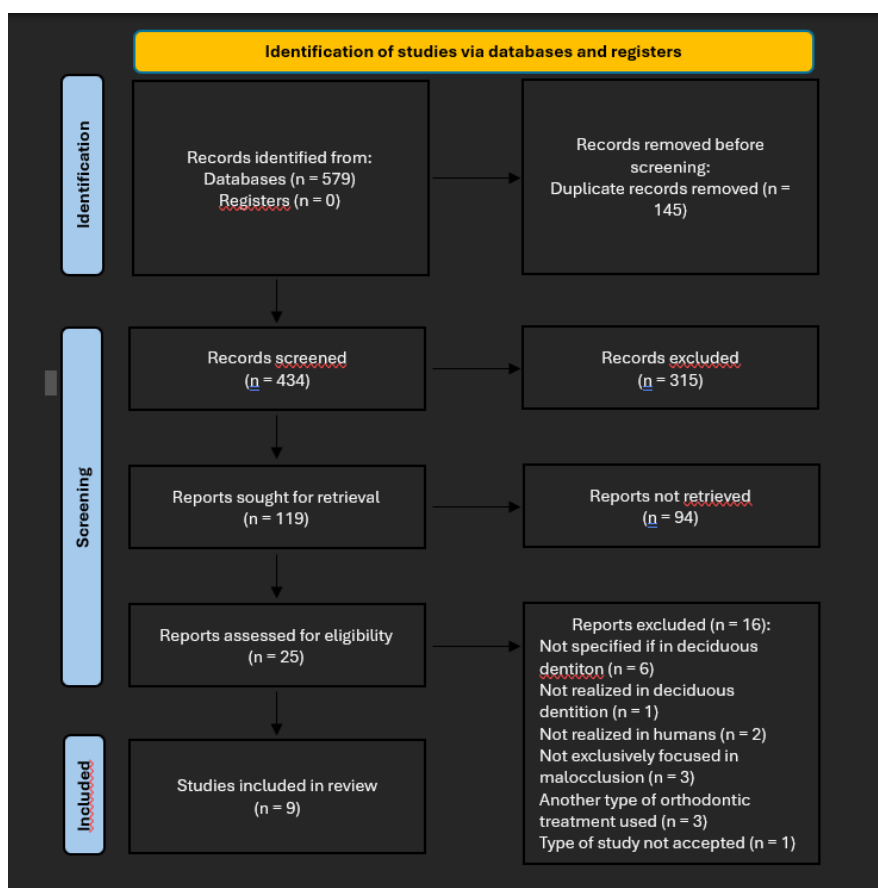 Identification of studies via databases and registers
Identification
Records identified from:
Databases (n = 579)
Registers (n = 0)
Records removed before
screening:
Duplicate records removed (n =
145)
Screening
Records screened
(n = 434)
Records excluded
(n = 315)
Reports sought for retrieval
(n = 119)
Reports not retrieved
(n = 94)
Reports assessed for eligibility
(n = 25)
Reports excluded (n = 16):
Not specified if in deciduous
dentiton (n = 6)
Not realized in deciduous
dentition (n = 1)
Not realized in humans (n = 2)
Not exclusively focused in
malocclusion (n = 3)
Another type of orthodontic
treatment used (n = 3)
Type of study not accepted (n = 1)
Included
Studies included in review
(n = 9)